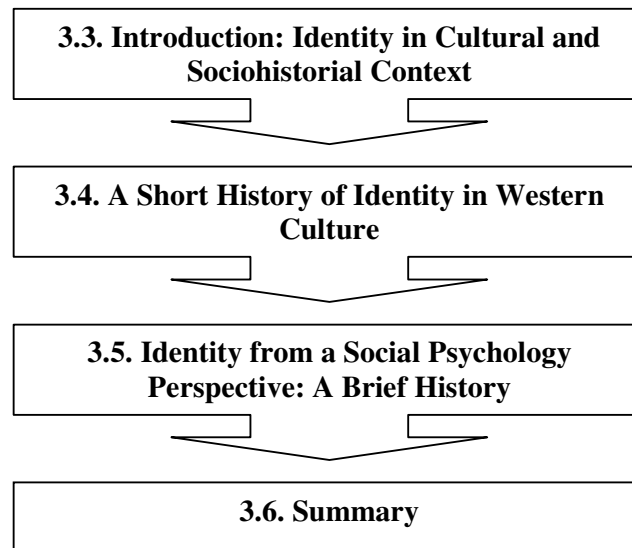 3.3. Introduction: Identity in Cultural and
Sociohistorial Context
3.4. A Short History of Identity in Western
Culture
3.5. Identity from a Social Psychology
Perspective: A Brief History
3.6. Summary